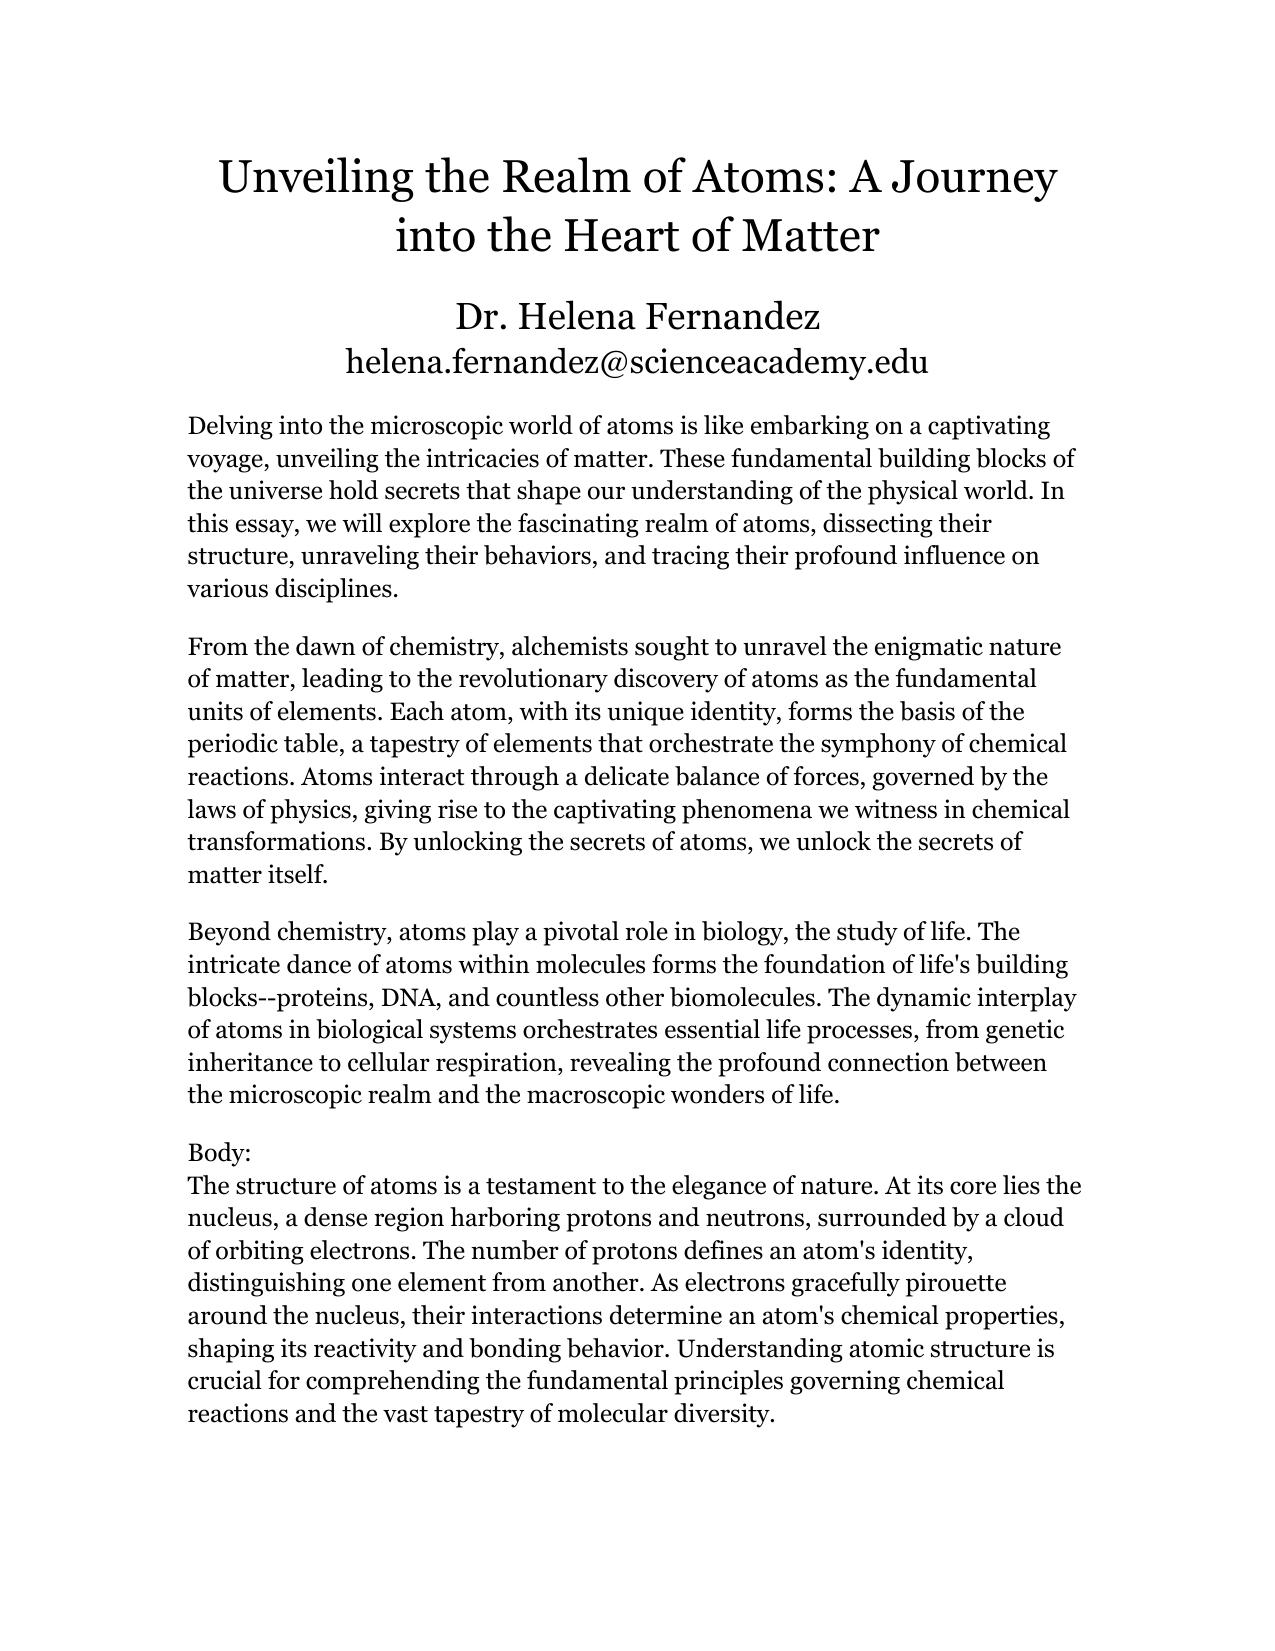 Unveiling the Realm of Atoms: A Journey
into the Heart of Matter
Dr. Helena Fernandez
helena.fernandez@scienceacademy.edu
Delving into the microscopic world of atoms is like embarking on a captivating
voyage, unveiling the intricacies of matter. These fundamental building blocks of
the universe hold secrets that shape our understanding of the physical world. In
this essay, we will explore the fascinating realm of atoms, dissecting their
structure, unraveling their behaviors, and tracing their profound influence on
various disciplines.
From the dawn of chemistry, alchemists sought to unravel the enigmatic nature
of matter, leading to the revolutionary discovery of atoms as the fundamental
units of elements. Each atom, with its unique identity, forms the basis of the
periodic table, a tapestry of elements that orchestrate the symphony of chemical
reactions. Atoms interact through a delicate balance of forces, governed by the
laws of physics, giving rise to the captivating phenomena we witness in chemical
transformations. By unlocking the secrets of atoms, we unlock the secrets of
matter itself.
Beyond chemistry, atoms play a pivotal role in biology, the study of life. The
intricate dance of atoms within molecules forms the foundation of life's building
blocks--proteins, DNA, and countless other biomolecules. The dynamic interplay
of atoms in biological systems orchestrates essential life processes, from genetic
inheritance to cellular respiration, revealing the profound connection between
the microscopic realm and the macroscopic wonders of life.
Body:
The structure of atoms is a testament to the elegance of nature. At its core lies the
nucleus, a dense region harboring protons and neutrons, surrounded by a cloud
of orbiting electrons. The number of protons defines an atom's identity,
distinguishing one element from another. As electrons gracefully pirouette
around the nucleus, their interactions determine an atom's chemical properties,
shaping its reactivity and bonding behavior. Understanding atomic structure is
crucial for comprehending the fundamental principles governing chemical
reactions and the vast tapestry of molecular diversity.